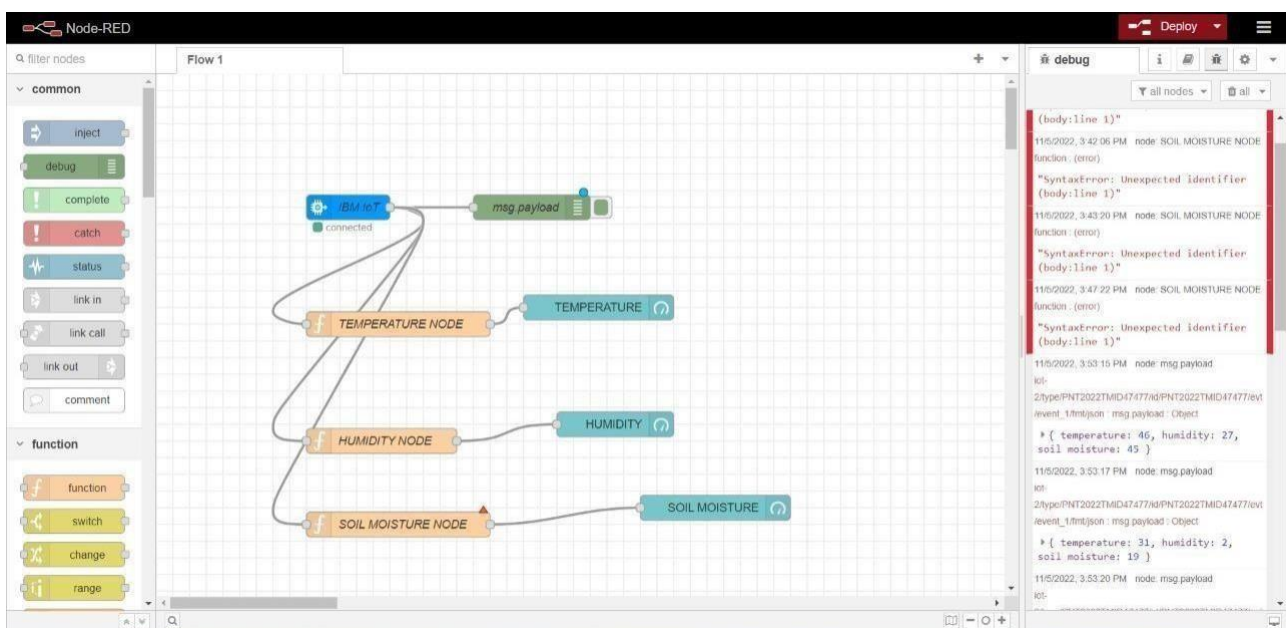 Node-RED
Deploy
filter nodes
Flow 1
debug
i
all nodes
all
common
inject
debug
complete
catch
status
link in
link call
link out
comment
function
function
switch
change
range
IBM IoT
connected
msg.payload
TEMPERATURE NODE
TEMPERATURE
HUMIDITY NODE
HUMIDITY
SOIL MOISTURE NODE
SOIL MOISTURE
(body:line 1)"
11/5/2022, 3:42:06 PM node: SOIL MOISTURE NODE
function : (error)
"SyntaxError: Unexpected identifier
(body:line 1)"
11/5/2022, 3:43:20 PM node: SOIL MOISTURE NODE
function : (error)
"SyntaxError: Unexpected identifier
(body:line 1)"
11/5/2022, 3:47:22 PM node: SOIL MOISTURE NODE
function : (error)
"SyntaxError: Unexpected identifier
(body:line 1)"
11/5/2022, 3:53:15 PM node: msg.payload
iot-
2/type/PNT2022TMID47477/id/PNT2022TMID47477/evt
/event_1/fmt/json : msg.payload : Object
{ temperature: 46, humidity: 27,
soil moisture: 45 }
11/5/2022, 3:53:17 PM node: msg.payload
iot-
2/type/PNT2022TMID47477/id/PNT2022TMID47477/evt
/event_1/fmt/json : msg.payload : Object
{ temperature: 31, humidity: 2,
soil moisture: 19 }
11/5/2022, 3:53:20 PM node: msg.payload
iot-